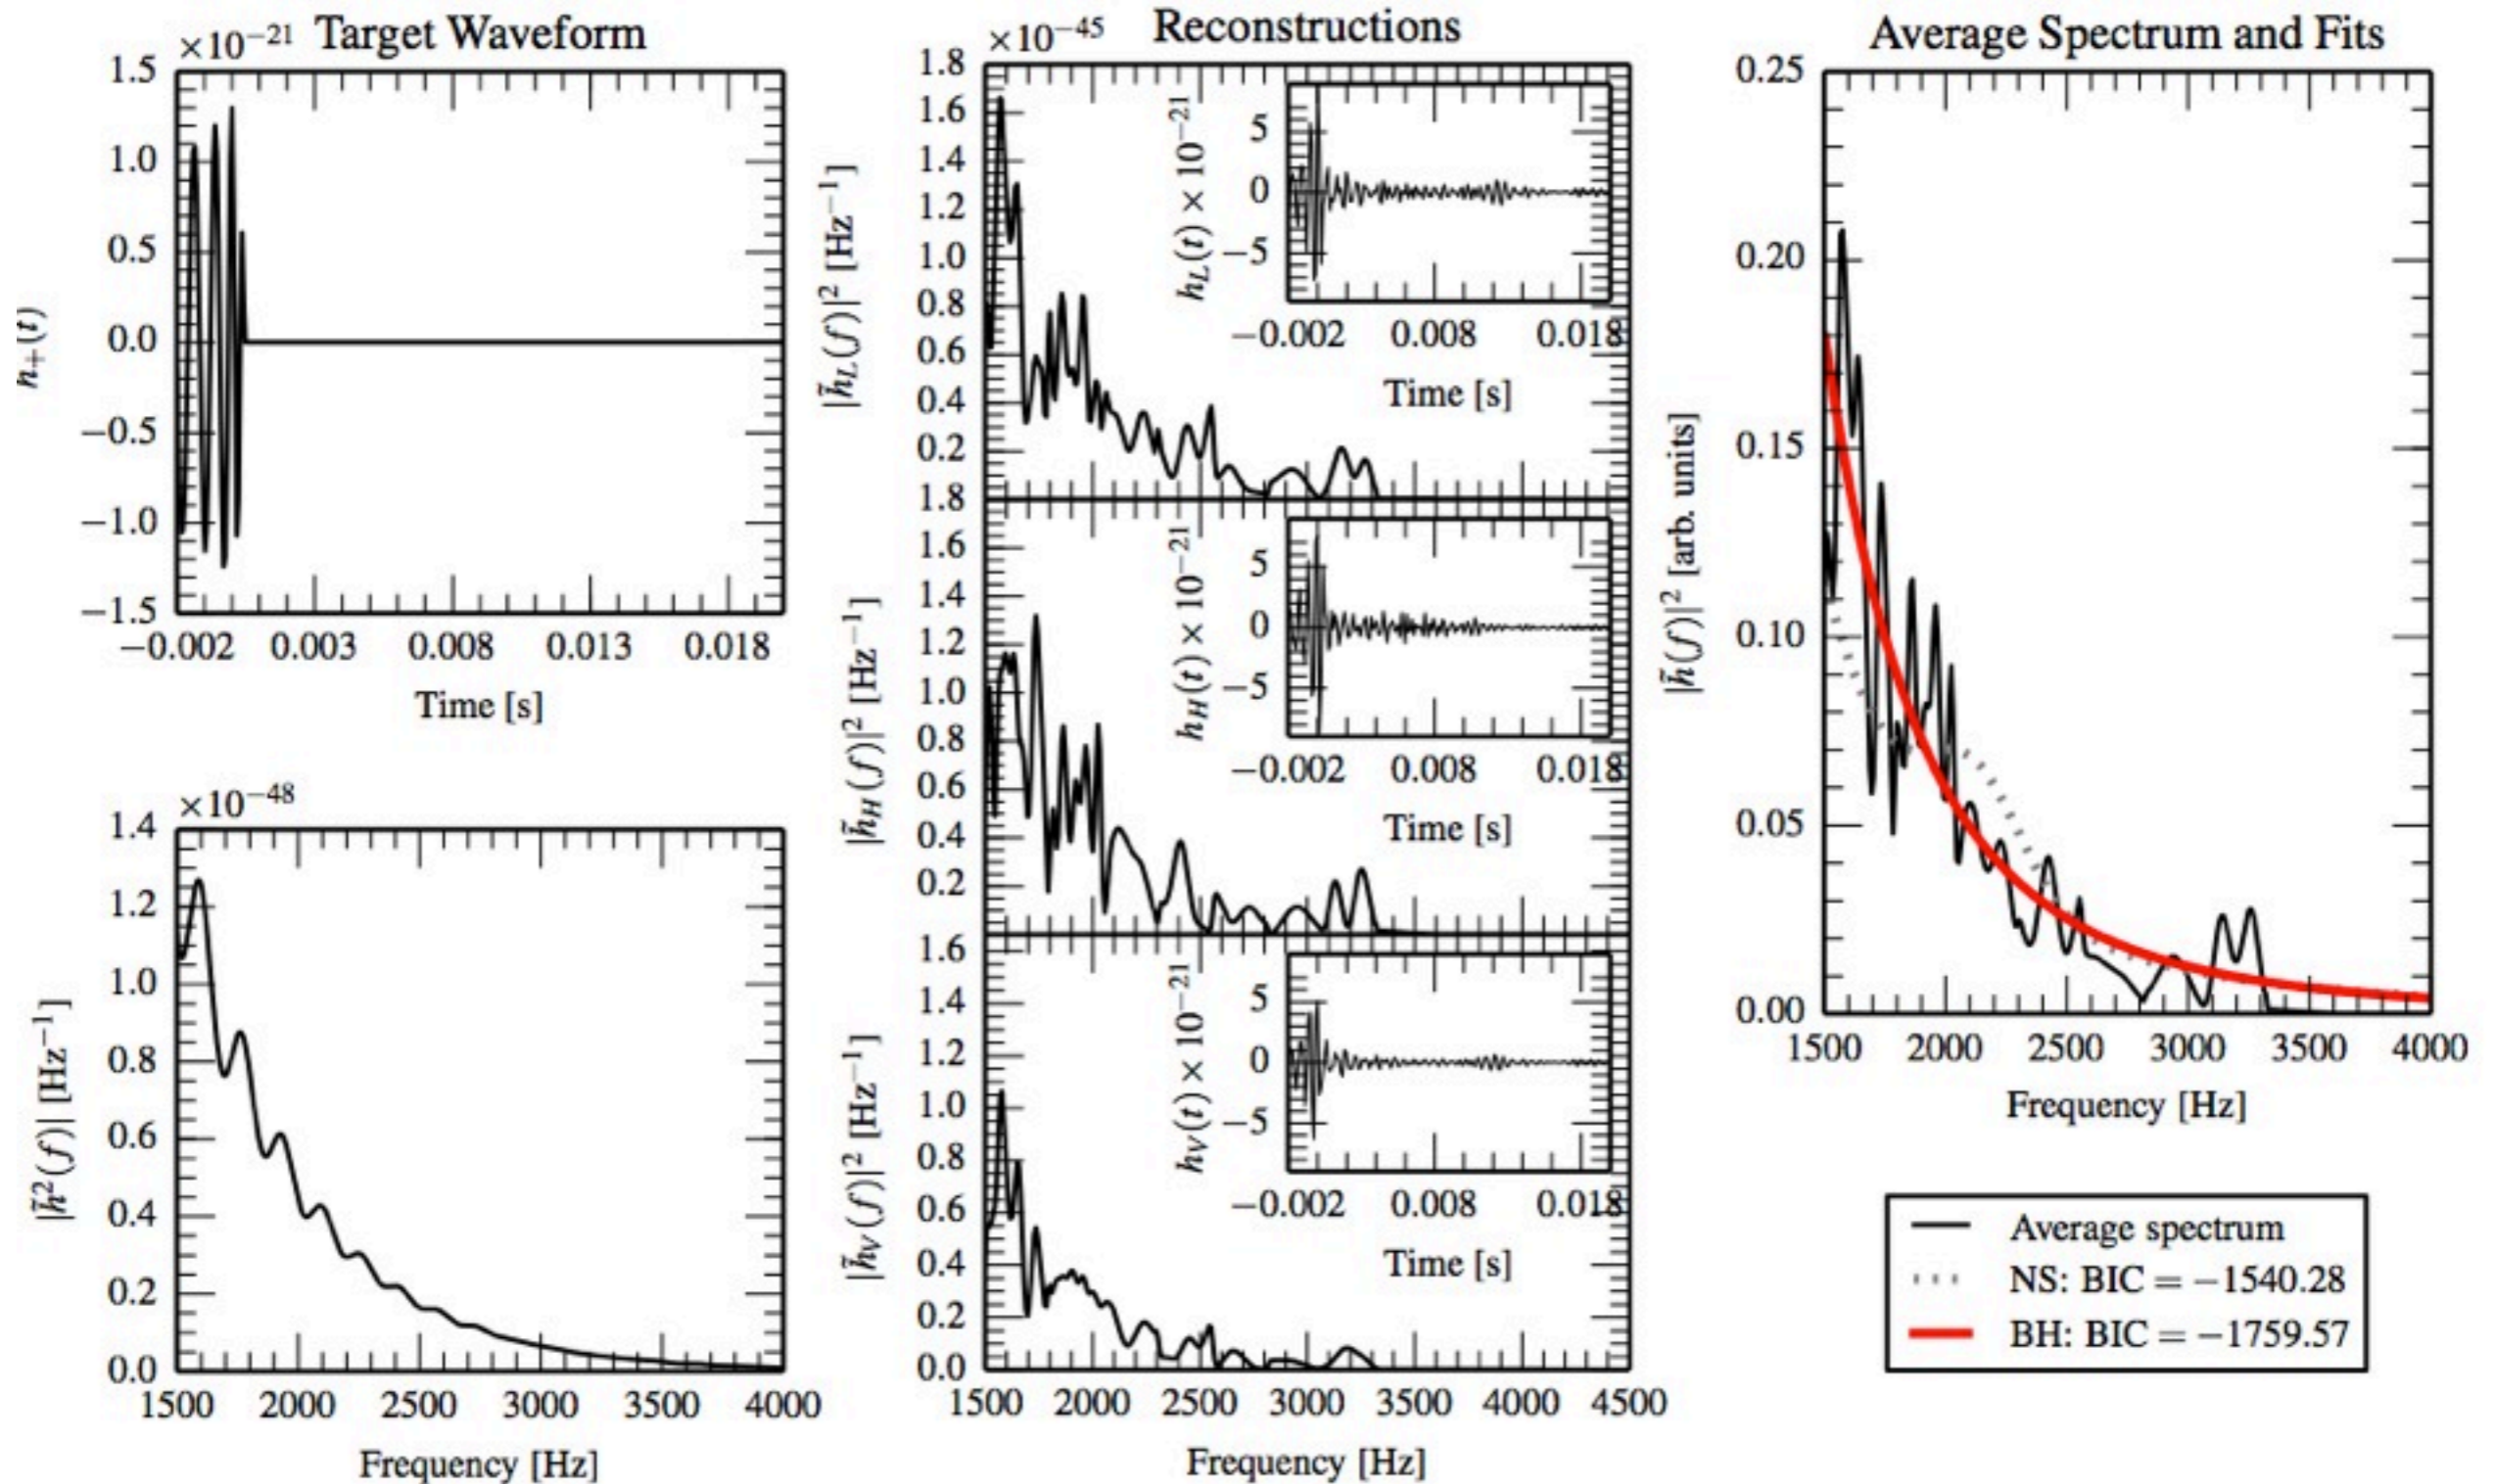 Target Waveform
×10⁻²¹
1.5
1.0
0.5
0.0
−0.5
−1.0
−1.5
h₊(t)
−0.002 0.003 0.008 0.013 0.018
Time [s]
×10⁻⁴⁸
1.4
1.2
1.0
0.8
0.6
0.4
0.2
0.0
|h̃²(f)| [Hz⁻¹]
1500 2000 2500 3000 3500 4000
Frequency [Hz]
Reconstructions
×10⁻⁴⁵
1.8
1.6
1.4
1.2
1.0
0.8
0.6
0.4
0.2
|h̃_L(f)|² [Hz⁻¹]
h_L(t) × 10⁻²¹
5
0
−5
−0.002 0.008 0.018
Time [s]
1.8
1.6
1.4
1.2
1.0
0.8
0.6
0.4
0.2
|h̃_H(f)|² [Hz⁻¹]
h_H(t) × 10⁻²¹
5
0
−5
−0.002 0.008 0.018
Time [s]
1.6
1.4
1.2
1.0
0.8
0.6
0.4
0.2
0.0
|h̃_V(f)|² [Hz⁻¹]
h_V(t) × 10⁻²¹
5
0
−5
−0.002 0.008 0.018
Time [s]
1500 2000 2500 3000 3500 4000 4500
Frequency [Hz]
Average Spectrum and Fits
0.25
0.20
0.15
0.10
0.05
0.00
|h̃(f)|² [arb. units]
1500 2000 2500 3000 3500 4000
Frequency [Hz]
Average spectrum
NS: BIC = −1540.28
BH: BIC = −1759.57